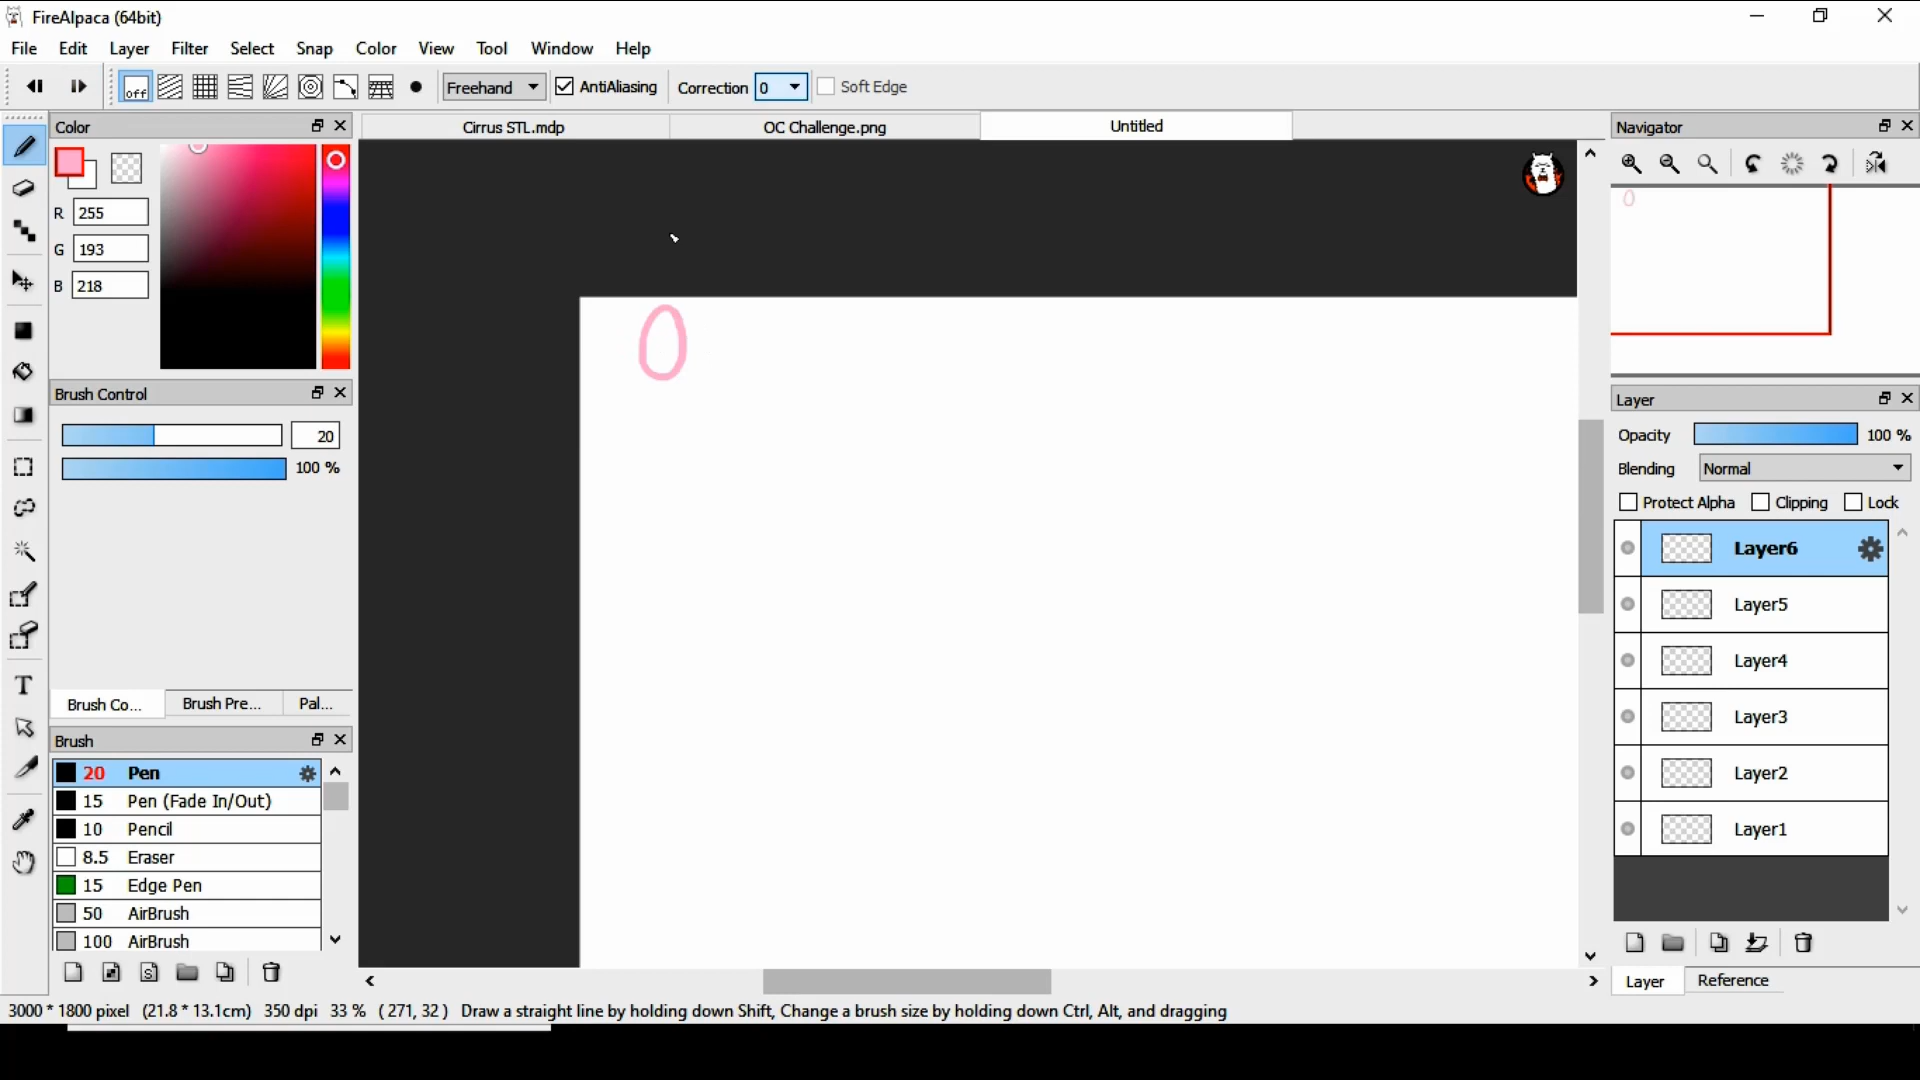 FireAlpaca (64bit)
File Edit Layer Filter Select Snap Color View Tool Window Help
off Freehand AntiAliasing Correction 0 Soft Edge
Color
R 255
G 193
B 218
Brush Control
20
100 %
Brush Co... Brush Pre... Pal...
Brush
20 Pen
15 Pen (Fade In/Out)
10 Pencil
8.5 Eraser
15 Edge Pen
50 AirBrush
100 AirBrush
Cirrus STL.mdp OC Challenge.png Untitled
0
Navigator
0
Layer
Opacity 100 %
Blending Normal
Protect Alpha Clipping Lock
Layer6
Layer5
Layer4
Layer3
Layer2
Layer1
Layer Reference
3000 * 1800 pixel (21.8 * 13.1cm) 350 dpi 33 % ( 271, 32 ) Draw a straight line by holding down Shift, Change a brush size by holding down Ctrl, Alt, and dragging